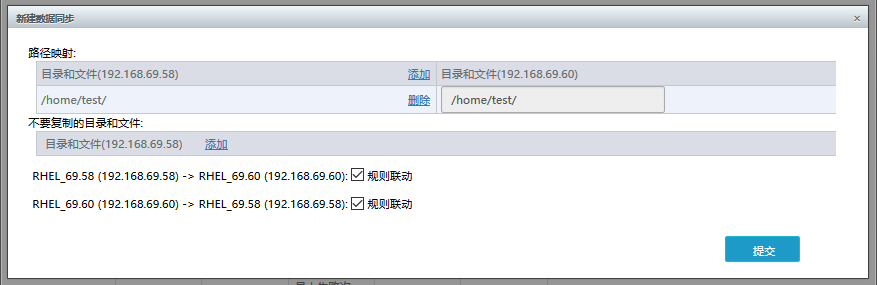 新建数据同步 ×
路径映射:
目录和文件(192.168.69.58) 添加 目录和文件(192.168.69.60)
/home/test/ 删除 /home/test/
不要复制的目录和文件:
目录和文件(192.168.69.58) 添加
RHEL_69.58 (192.168.69.58) -> RHEL_69.60 (192.168.69.60): 规则联动
RHEL_69.60 (192.168.69.60) -> RHEL_69.58 (192.168.69.58): 规则联动
提交